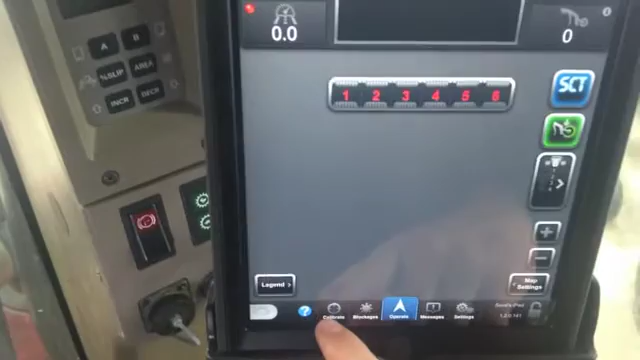 0.0
0
A
B
%SLIP
AREA
INCR
DECR
1 2 3 4 5 6
SCT
Legend >
Map
Settings
?
Calibrate
Blockages
Operate
Messages
Settings